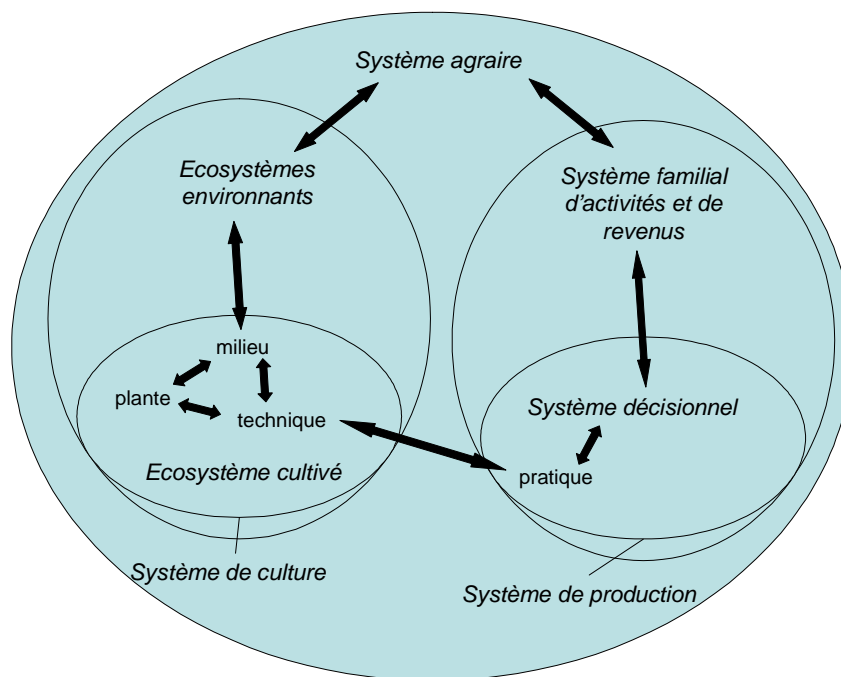 Système agraire
Ecosystèmes
environnants
Système familial
d'activités et de
revenus
milieu
plante
technique
Ecosystème cultivé
Système décisionnel
pratique
Système de culture
Système de production